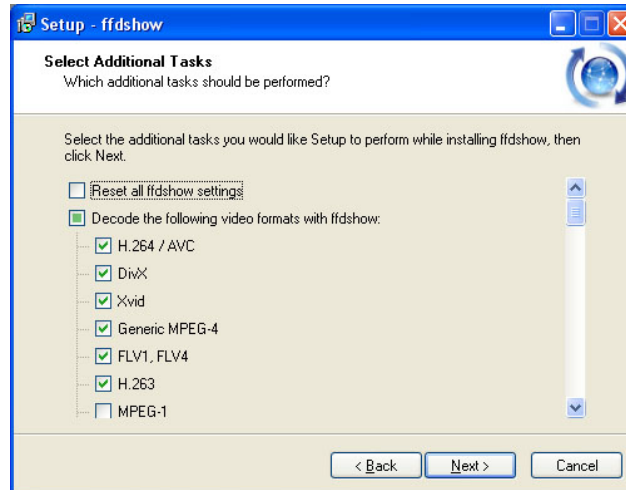 Setup - ffdshow
Select Additional Tasks
Which additional tasks should be performed?
Select the additional tasks you would like Setup to perform while installing ffdshow, then
click Next.
Reset all ffdshow settings
Decode the following video formats with ffdshow:
H.264 / AVC
DivX
Xvid
Generic MPEG-4
FLV1, FLV4
H.263
MPEG-1
< Back
Next >
Cancel